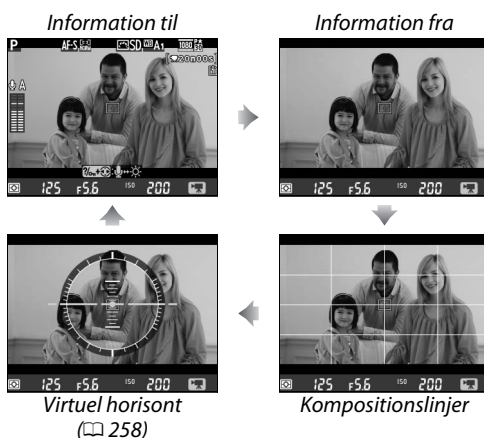 Information til
Information fra
P AF-S SD A1 1080
[20m00s]
A
125 F5.6 ISO 200
125 F5.6 ISO 200
125 F5.6 ISO 200
125 F5.6 ISO 200
Virtuel horisont
(258)
Kompositionslinjer